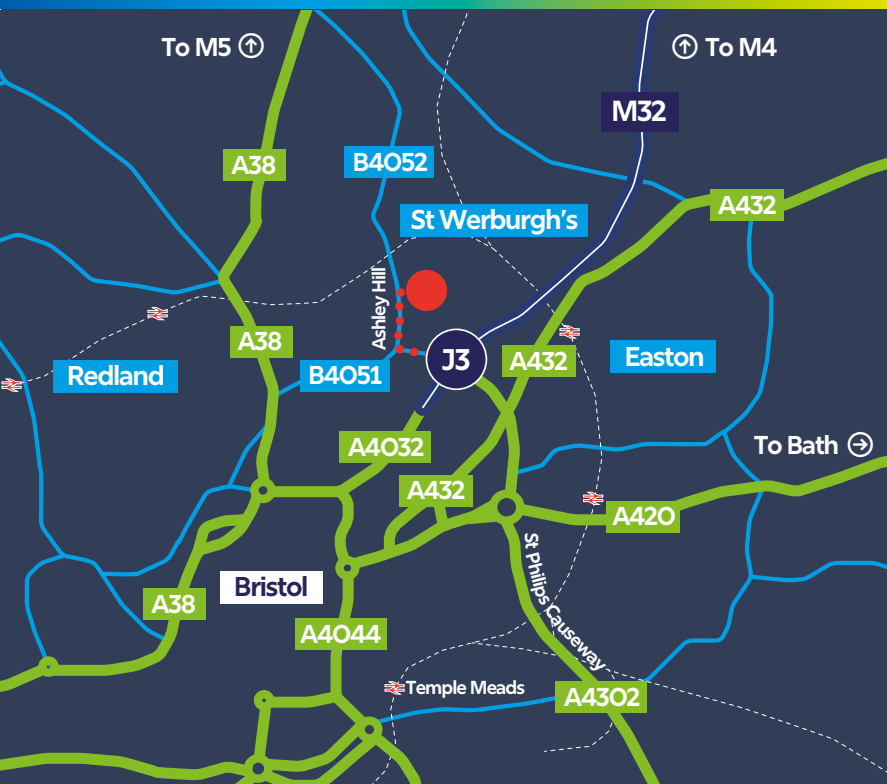 To M5
To M4
M32
A38
B4052
A432
St Werburgh's
Ashley Hill
A38
J3
A432
Easton
Redland
B4051
A4032
To Bath
A432
A420
St Philips Causeway
Bristol
A38
A4044
Temple Meads
A4302